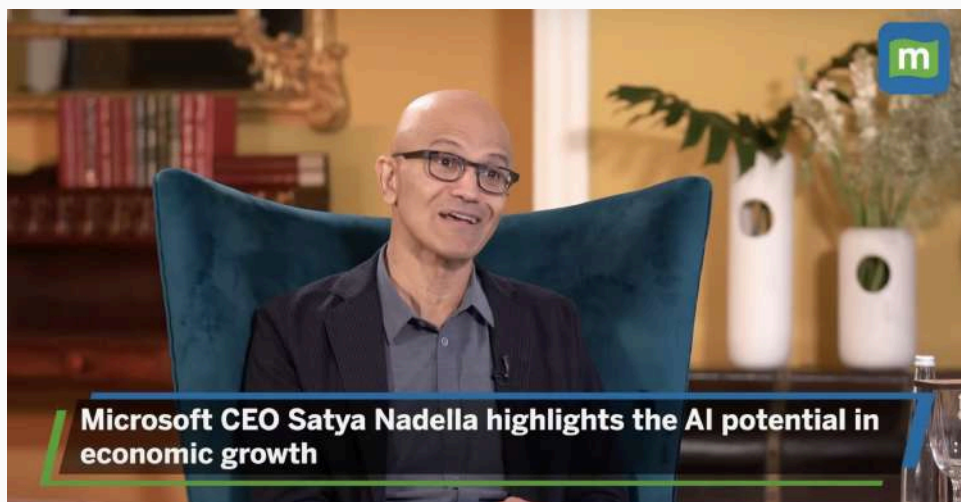 m
Microsoft CEO Satya Nadella highlights the AI potential in
economic growth